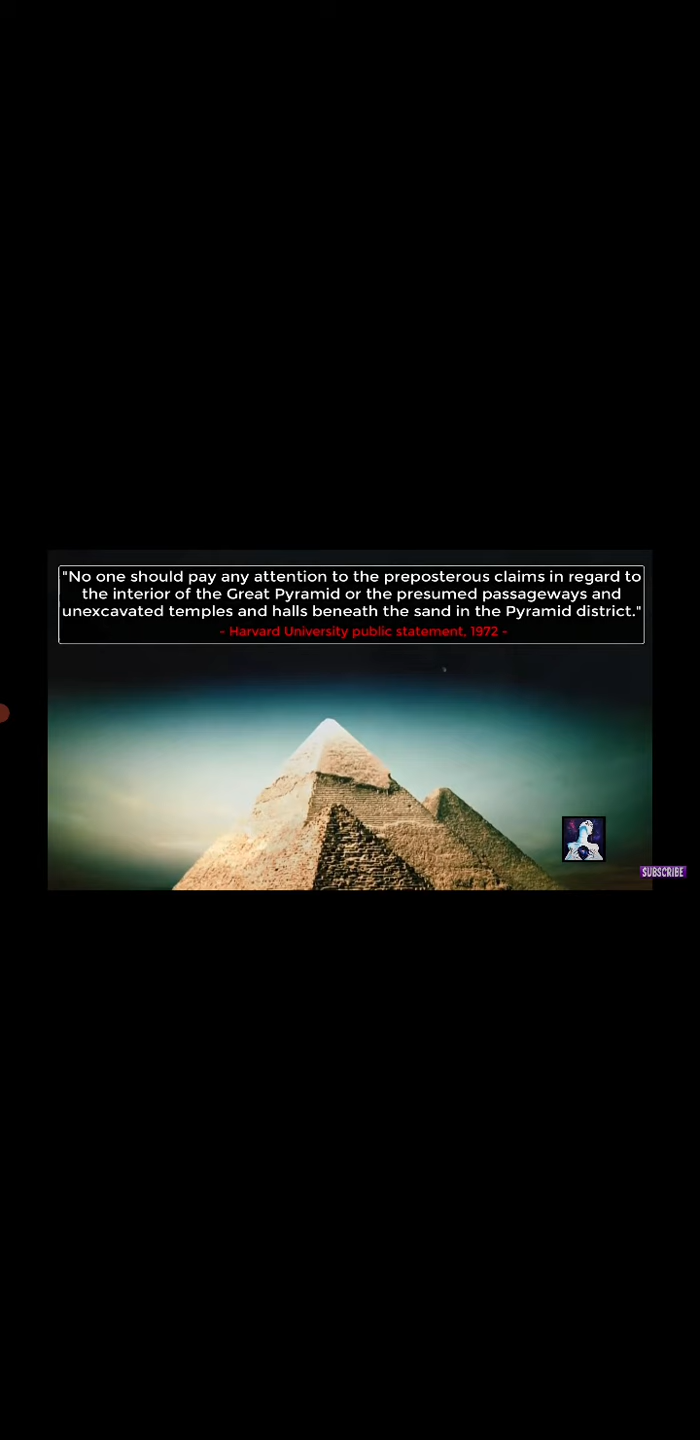 "No one should pay any attention to the preposterous claims in regard to
the interior of the Great Pyramid or the presumed passageways and
unexcavated temples and halls beneath the sand in the Pyramid district."
- Harvard University public statement, 1972 -
SUBSCRIBE